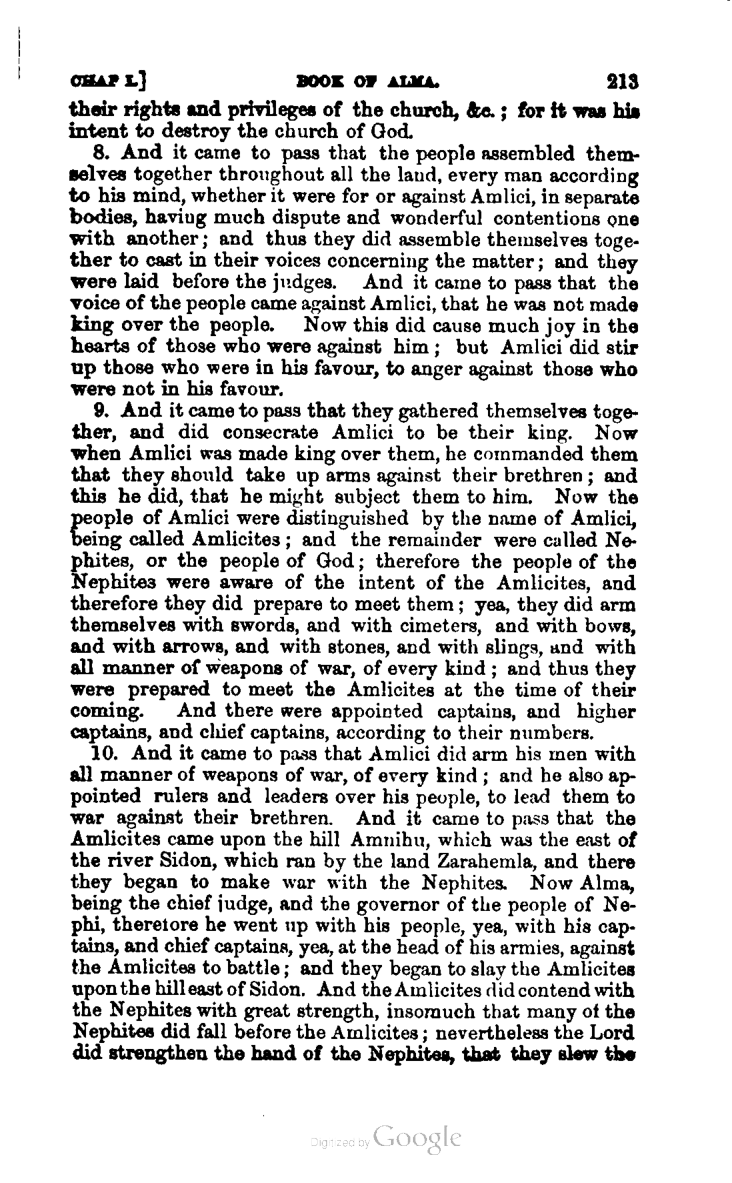 CHAP I.] BOOK OF ALMA. 213
their rights and privileges of the church, &c.; for it was his
intent to destroy the church of God.
8. And it came to pass that the people assembled them-
selves together throughout all the land, every man according
to his mind, whether it were for or against Amlici, in separate
bodies, having much dispute and wonderful contentions one
with another; and thus they did assemble themselves toge-
ther to cast in their voices concerning the matter; and they
were laid before the judges. And it came to pass that the
voice of the people came against Amlici, that he was not made
king over the people. Now this did cause much joy in the
hearts of those who were against him; but Amlici did stir
up those who were in his favour, to anger against those who
were not in his favour.
9. And it came to pass that they gathered themselves toge-
ther, and did consecrate Amlici to be their king. Now
when Amlici was made king over them, he commanded them
that they should take up arms against their brethren; and
this he did, that he might subject them to him. Now the
people of Amlici were distinguished by the name of Amlici,
being called Amlicites; and the remainder were called Ne-
phites, or the people of God; therefore the people of the
Nephites were aware of the intent of the Amlicites, and
therefore they did prepare to meet them; yea, they did arm
themselves with swords, and with cimeters, and with bows,
and with arrows, and with stones, and with slings, and with
all manner of weapons of war, of every kind; and thus they
were prepared to meet the Amlicites at the time of their
coming. And there were appointed captains, and higher
captains, and chief captains, according to their numbers.
10. And it came to pass that Amlici did arm his men with
all manner of weapons of war, of every kind; and he also ap-
pointed rulers and leaders over his people, to lead them to
war against their brethren. And it came to pass that the
Amlicites came upon the hill Amnihu, which was the east of
the river Sidon, which ran by the land Zarahemla, and there
they began to make war with the Nephites. Now Alma,
being the chief judge, and the governor of the people of Ne-
phi, therefore he went up with his people, yea, with his cap-
tains, and chief captains, yea, at the head of his armies, against
the Amlicites to battle; and they began to slay the Amlicites
upon the hill east of Sidon. And the Amlicites did contend with
the Nephites with great strength, insomuch that many of the
Nephites did fall before the Amlicites; nevertheless the Lord
did strengthen the hand of the Nephites, that they slew the
Digitized by Google